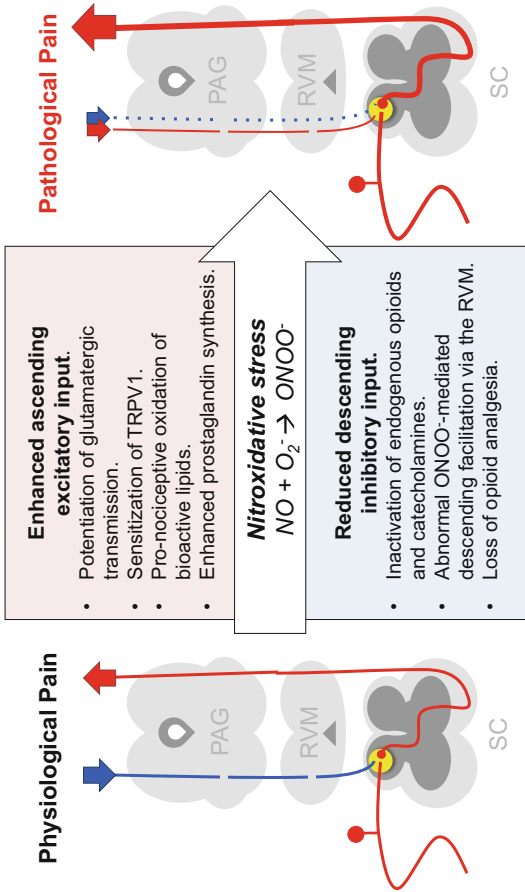 Physiological Pain
PAG
RVM
SC
Enhanced ascending
excitatory input.
• Potentiation of glutamatergic
transmission.
• Sensitization of TRPV1.
• Pro-nociceptive oxidation of
bioactive lipids.
• Enhanced prostaglandin synthesis.
Nitroxidative stress
NO + O₂⁻ → ONOO⁻
Reduced descending
inhibitory input.
• Inactivation of endogenous opioids
and catecholamines.
• Abnormal ONOO⁻-mediated
descending facilitation via the RVM.
• Loss of opioid analgesia.
Pathological Pain
PAG
RVM
SC